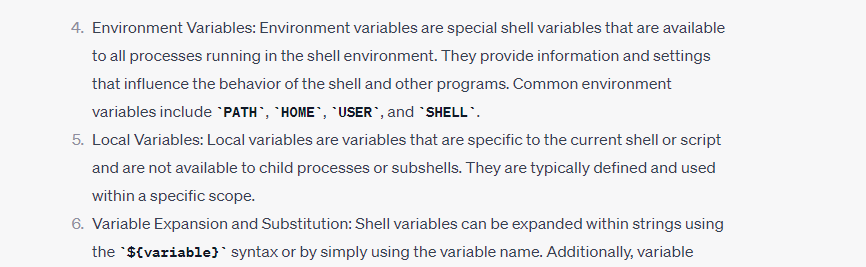 4. Environment Variables: Environment variables are special shell variables that are available
to all processes running in the shell environment. They provide information and settings
that influence the behavior of the shell and other programs. Common environment
variables include `PATH`, `HOME`, `USER`, and `SHELL`.
5. Local Variables: Local variables are variables that are specific to the current shell or script
and are not available to child processes or subshells. They are typically defined and used
within a specific scope.
6. Variable Expansion and Substitution: Shell variables can be expanded within strings using
the `${variable}` syntax or by simply using the variable name. Additionally, variable